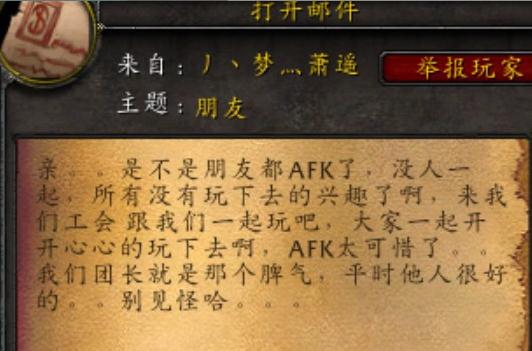 打开邮件
来自：丿丶梦灬萧遥
举报玩家
主题：朋友
亲。。是不是朋友都AFK了，没人一
起，所有没有玩下去的兴趣了啊，来我
们工会 跟我们一起玩吧，大家一起开
开心心的玩下去啊，AFK太可惜了。。
我们团长就是那个脾气，平时他人很好
的。。别见怪哈。。。